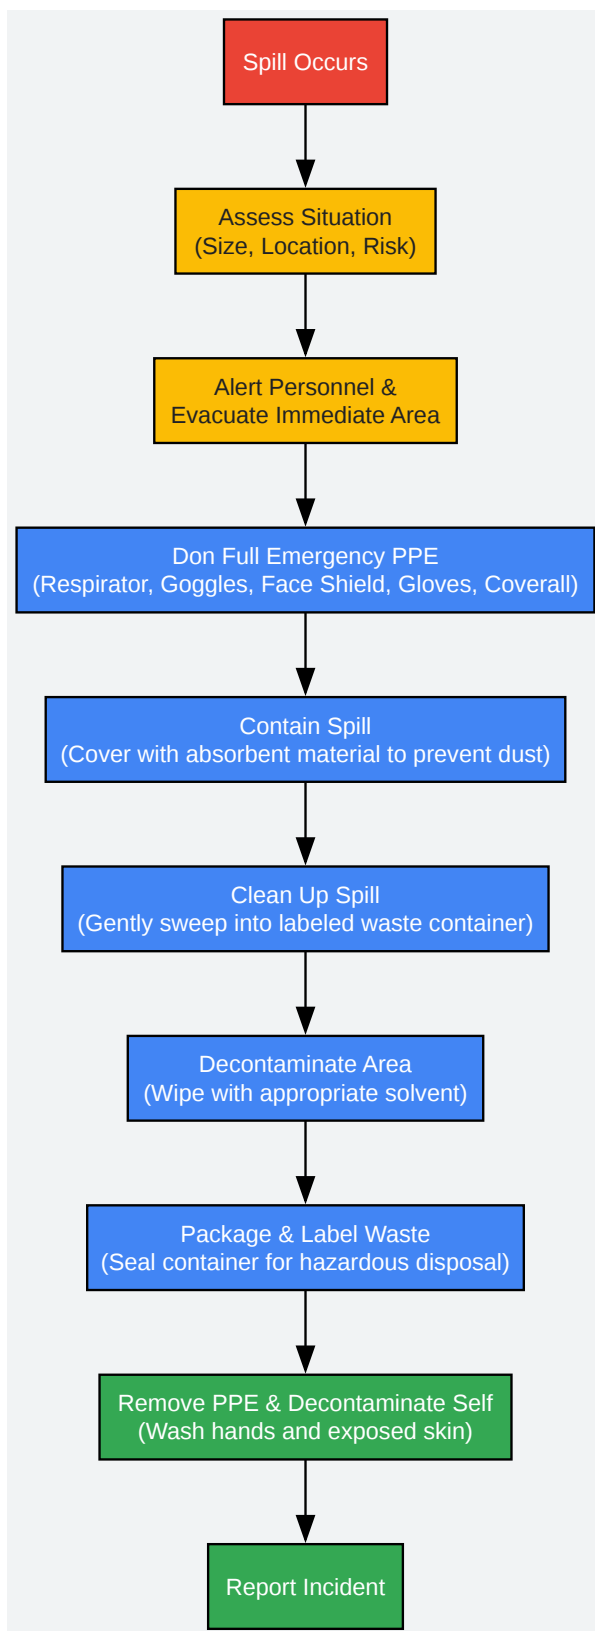 Spill Occurs
Assess Situation
(Size, Location, Risk)
Alert Personnel &
Evacuate Immediate Area
Don Full Emergency PPE
(Respirator, Goggles, Face Shield, Gloves, Coverall)
Contain Spill
(Cover with absorbent material to prevent dust)
Clean Up Spill
(Gently sweep into labeled waste container)
Decontaminate Area
(Wipe with appropriate solvent)
Package & Label Waste
(Seal container for hazardous disposal)
Remove PPE & Decontaminate Self
(Wash hands and exposed skin)
Report Incident